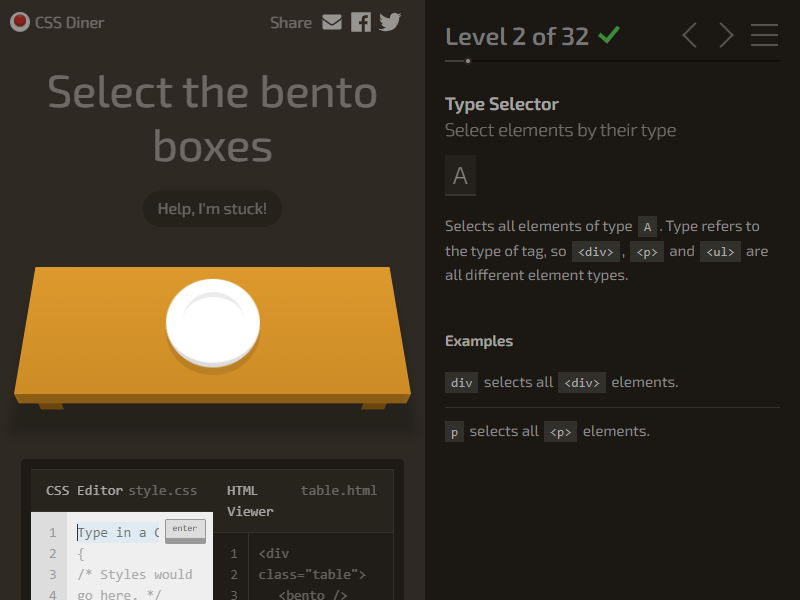 CSS Diner
Share
Select the bento
boxes
Help, I'm stuck!
CSS Editor style.css
1 Type in a C enter
2 {
3 /* Styles would
4 go here. */
HTML table.html
Viewer
1 <div
2 class="table">
3 <bento />
Level 2 of 32
Type Selector
Select elements by their type
A
Selects all elements of type A . Type refers to
the type of tag, so <div> , <p> and <ul> are
all different element types.
Examples
div selects all <div> elements.
p selects all <p> elements.